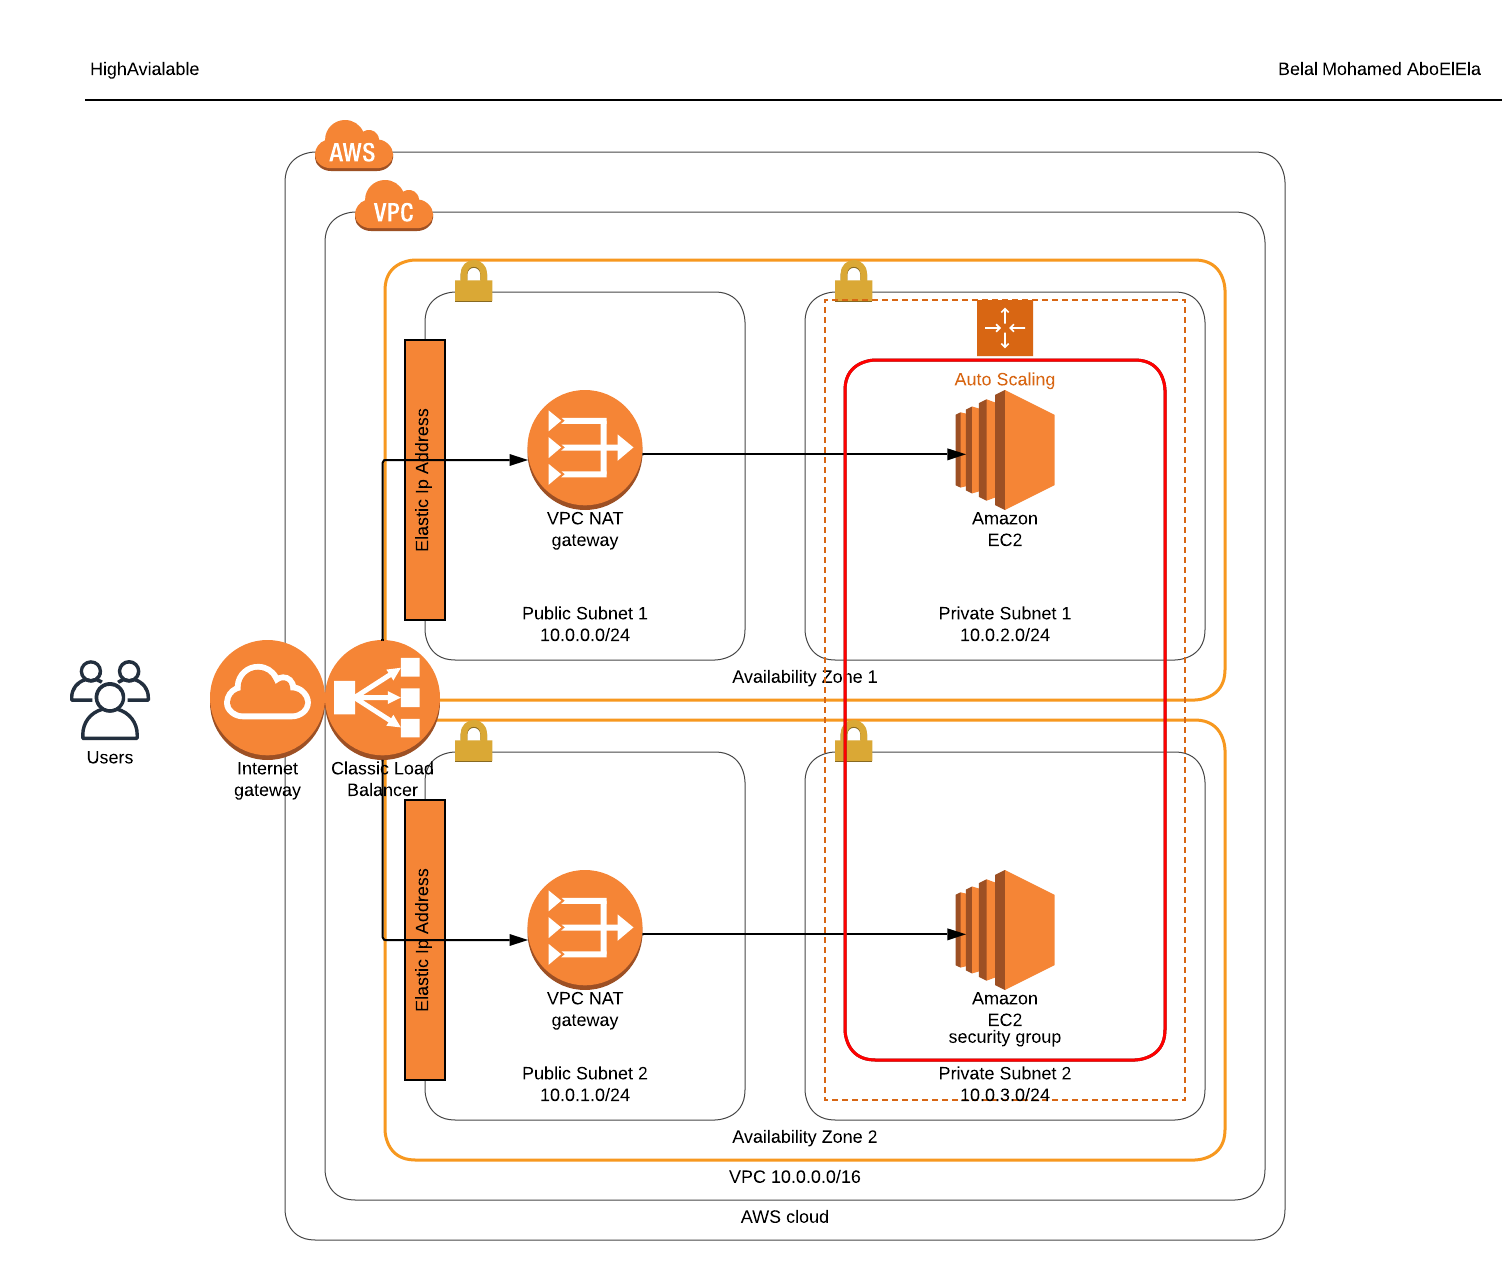 HighAvialable
Belal Mohamed AboElEla
AWS
VPC
Auto Scaling
Elastic Ip Address
VPC NAT
gateway
Amazon
EC2
Public Subnet 1
10.0.0.0/24
Private Subnet 1
10.0.2.0/24
Availability Zone 1
Users
Internet
gateway
Classic Load
Balancer
Elastic Ip Address
VPC NAT
gateway
Amazon
EC2
security group
Public Subnet 2
10.0.1.0/24
Private Subnet 2
10.0.3.0/24
Availability Zone 2
VPC 10.0.0.0/16
AWS cloud